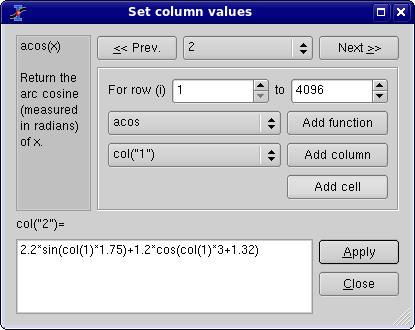 Set column values
acos(x)
Return the
arc cosine
(measured
in radians)
of x.
<< Prev.
2
Next >>
For row (i)
1
to
4096
acos
Add function
col("1")
Add column
Add cell
col("2")=
2.2*sin(col(1)*1.75)+1.2*cos(col(1)*3+1.32)
Apply
Close